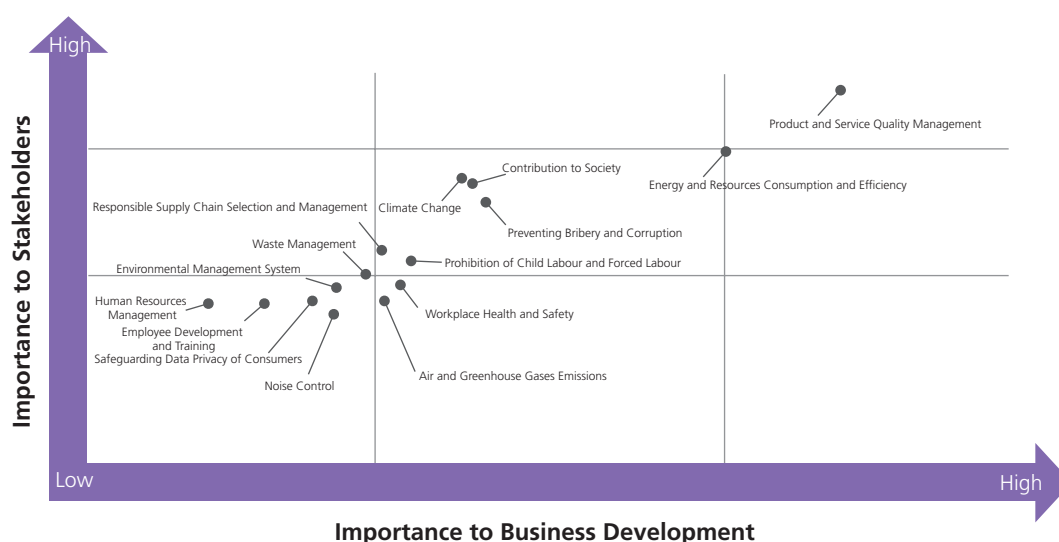 High
Importance to Stakeholders
Product and Service Quality Management
Contribution to Society
Energy and Resources Consumption and Efficiency
Responsible Supply Chain Selection and Management
Climate Change
Preventing Bribery and Corruption
Waste Management
Prohibition of Child Labour and Forced Labour
Environmental Management System
Human Resources
Management
Workplace Health and Safety
Employee Development
and Training
Safeguarding Data Privacy of Consumers
Air and Greenhouse Gases Emissions
Noise Control
Low
High
Importance to Business Development